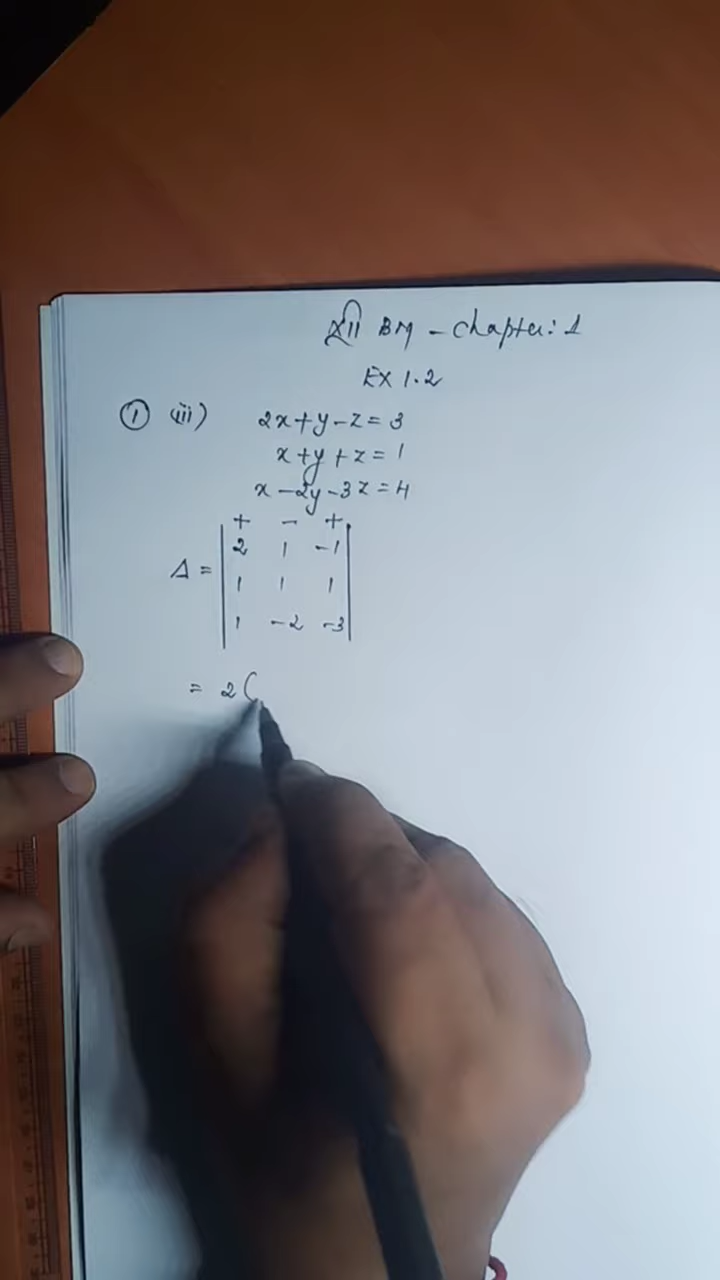 XII BM - Chapter: 1
EX 1.2
① (iii) 2x+y-z=3
x+y+z=1
x-2y-3z=4
+ - +
Δ = | 2 1 -1 |
| 1 1 1 |
| 1 -2 -3 |
= 2(